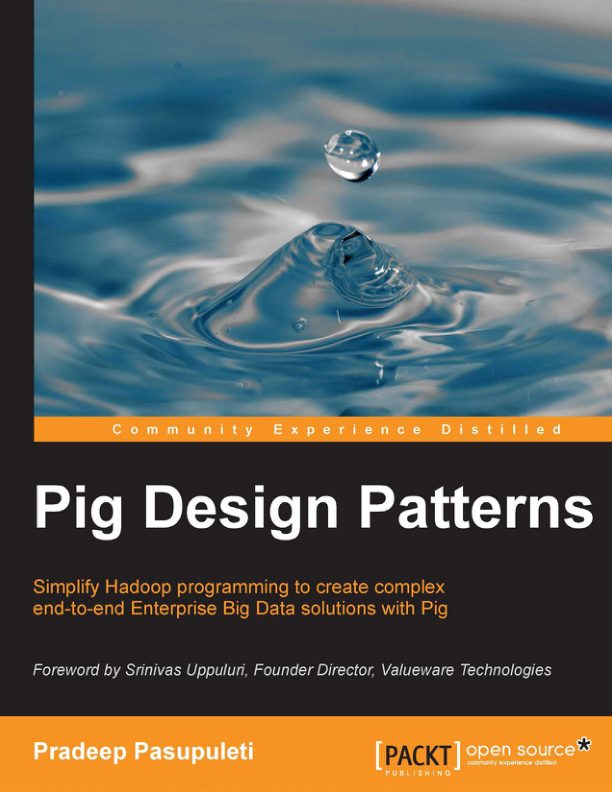 Community Experience Distilled
Pig Design Patterns
Simplify Hadoop programming to create complex
end-to-end Enterprise Big Data solutions with Pig
Foreword by Srinivas Uppuluri, Founder Director, Valueware Technologies
Pradeep Pasupuleti
[PACKT]
PUBLISHING
open source*
community experience distilled